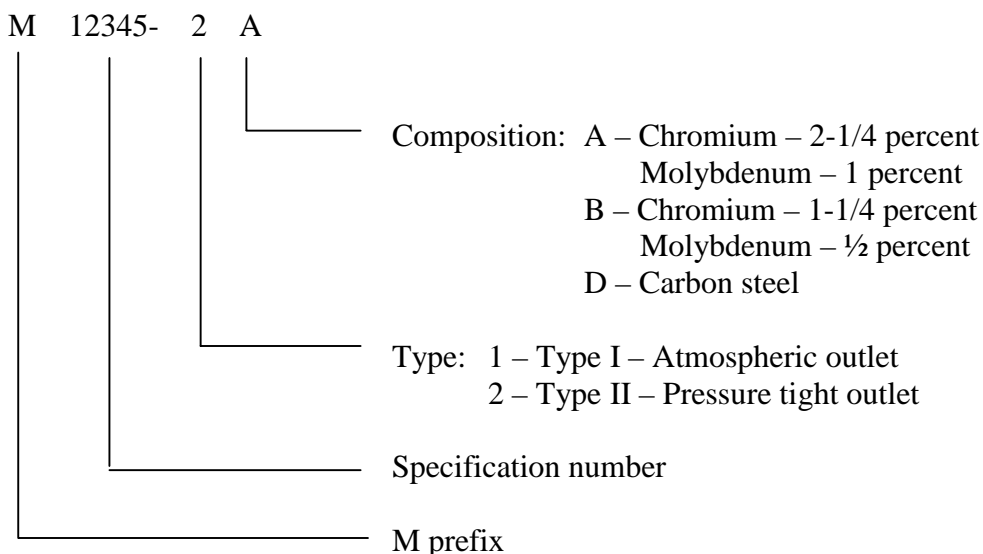 M 12345- 2 A
Composition: A – Chromium – 2-1/4 percent
Molybdenum – 1 percent
B – Chromium – 1-1/4 percent
Molybdenum – ½ percent
D – Carbon steel
Type: 1 – Type I – Atmospheric outlet
2 – Type II – Pressure tight outlet
Specification number
M prefix